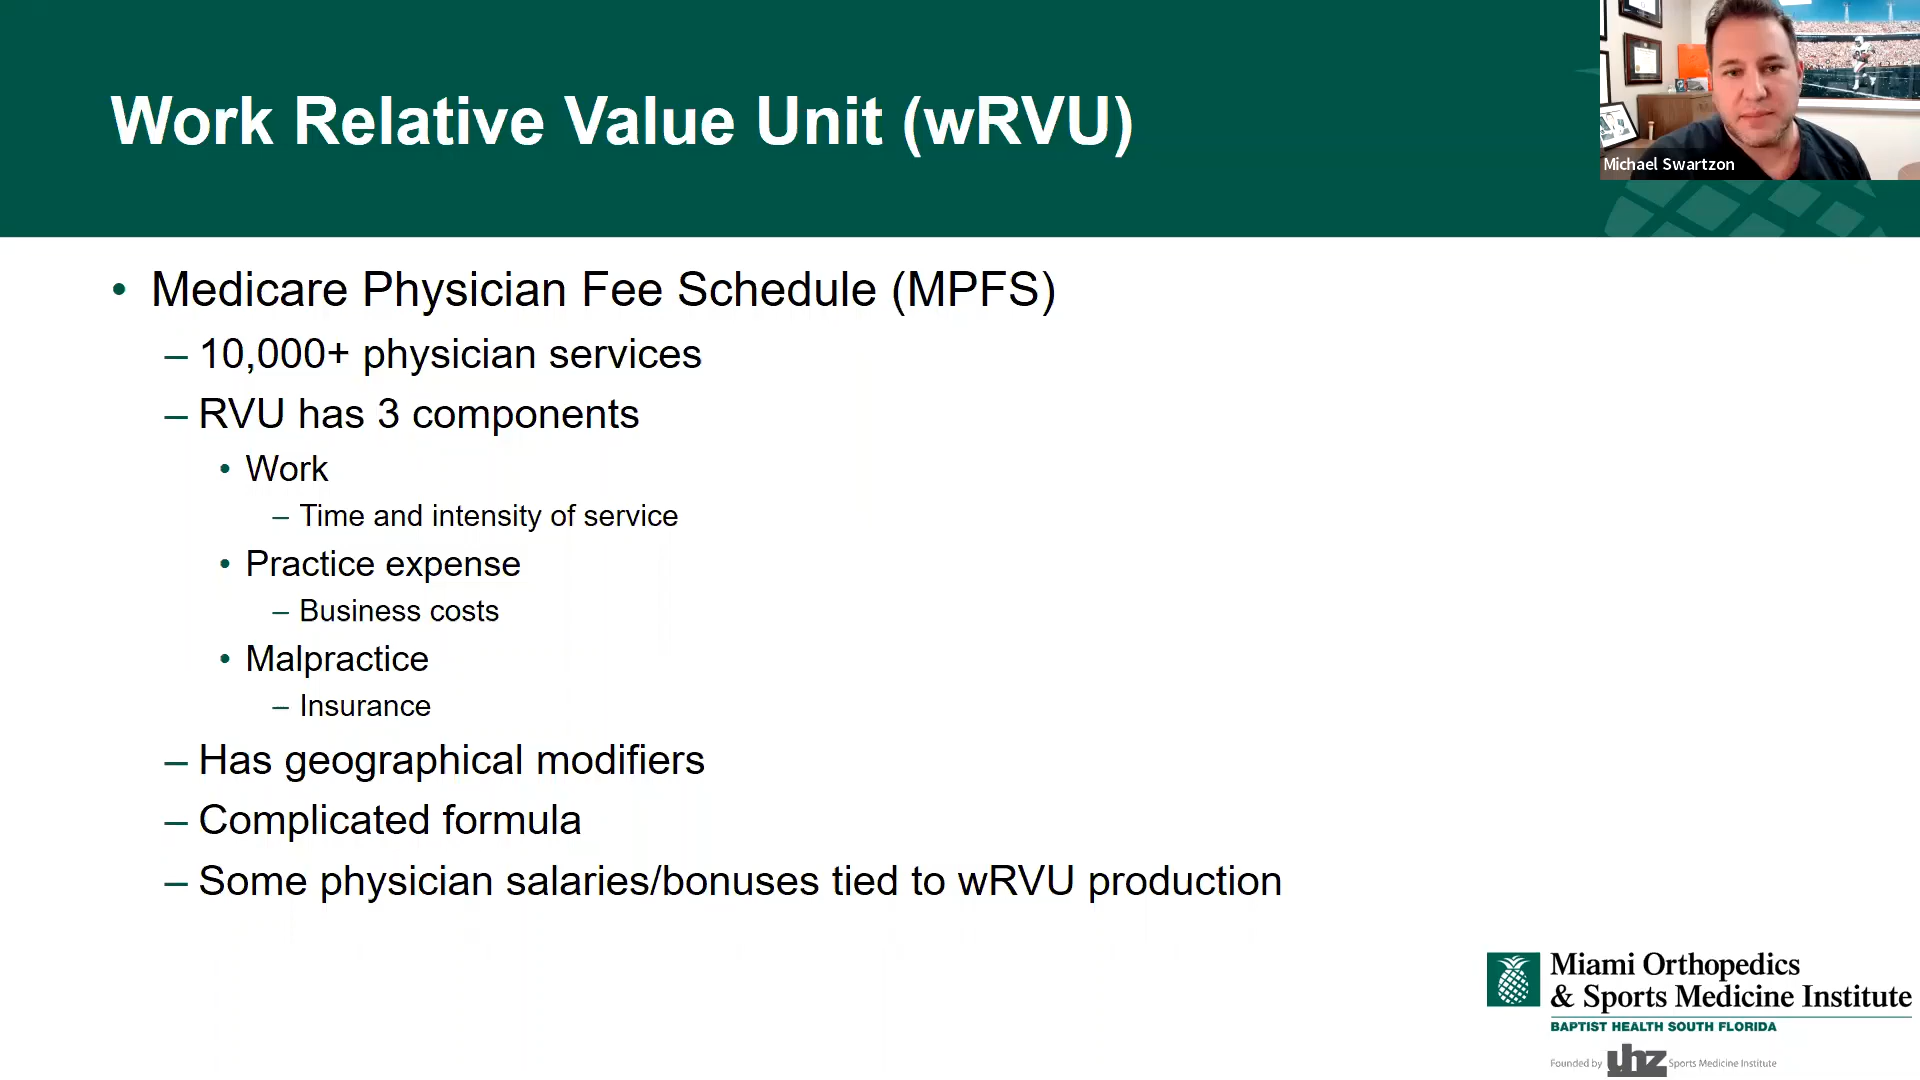 Work Relative Value Unit (wRVU)
Michael Swartzon
• Medicare Physician Fee Schedule (MPFS)
– 10,000+ physician services
– RVU has 3 components
• Work
– Time and intensity of service
• Practice expense
– Business costs
• Malpractice
– Insurance
– Has geographical modifiers
– Complicated formula
– Some physician salaries/bonuses tied to wRVU production
Miami Orthopedics
& Sports Medicine Institute
BAPTIST HEALTH SOUTH FLORIDA
Founded by uhz Sports Medicine Institute